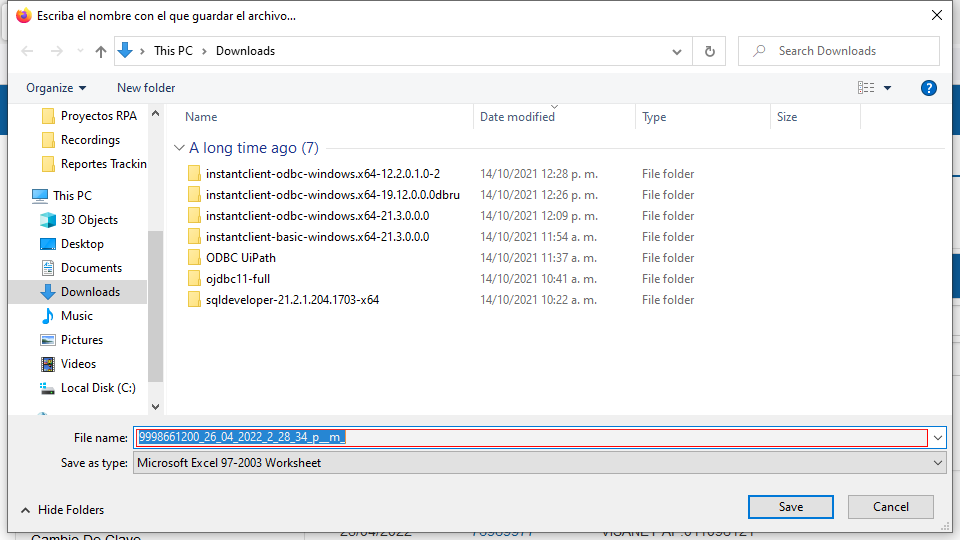 Escriba el nombre con el que guardar el archivo...
This PC > Downloads
Search Downloads
Organize New folder
Proyectos RPA
Recordings
Reportes Trackin
This PC
3D Objects
Desktop
Documents
Downloads
Music
Pictures
Videos
Local Disk (C:)
Name Date modified Type Size
A long time ago (7)
instantclient-odbc-windows.x64-12.2.0.1.0-2 14/10/2021 12:28 p. m. File folder
instantclient-odbc-windows.x64-19.12.0.0.0dbru 14/10/2021 12:26 p. m. File folder
instantclient-odbc-windows.x64-21.3.0.0.0 14/10/2021 12:09 p. m. File folder
instantclient-basic-windows.x64-21.3.0.0.0 14/10/2021 11:54 a. m. File folder
ODBC UiPath 14/10/2021 11:37 a. m. File folder
ojdbc11-full 14/10/2021 10:41 a. m. File folder
sqldeveloper-21.2.1.204.1703-x64 14/10/2021 10:22 a. m. File folder
File name: 9998661200_26_04_2022_2_28_34_p__m_
Save as type: Microsoft Excel 97-2003 Worksheet
Hide Folders Save Cancel
Cambio De Clave